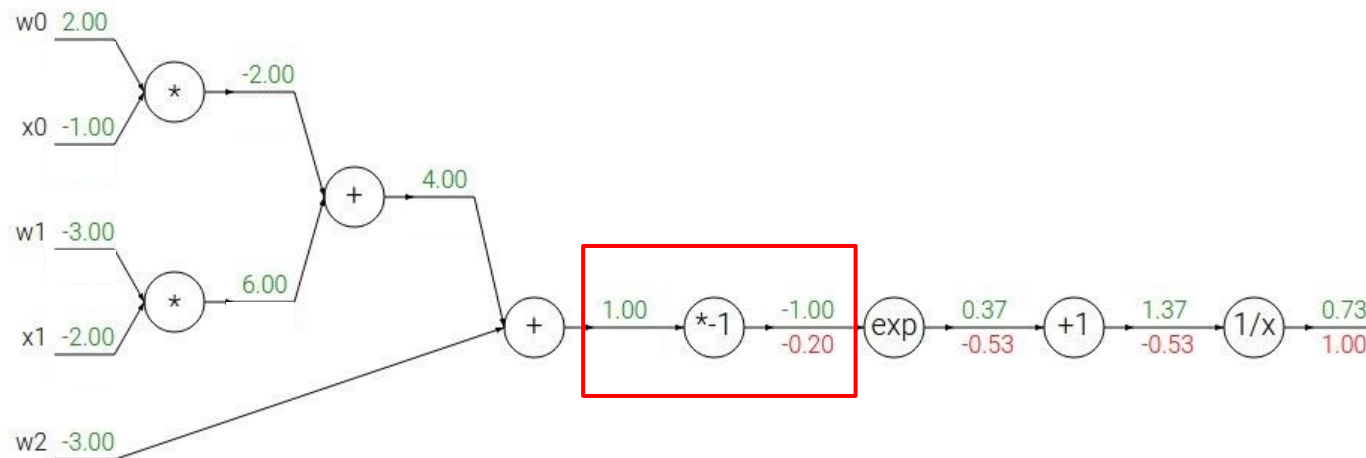 w0 2.00
-2.00
*
x0 -1.00
4.00
+
w1 -3.00
6.00
*
x1 -2.00
1.00 -1.00 0.37 1.37 0.73
+ *-1 exp +1 1/x
-0.20 -0.53 -0.53 1.00
w2 -3.00